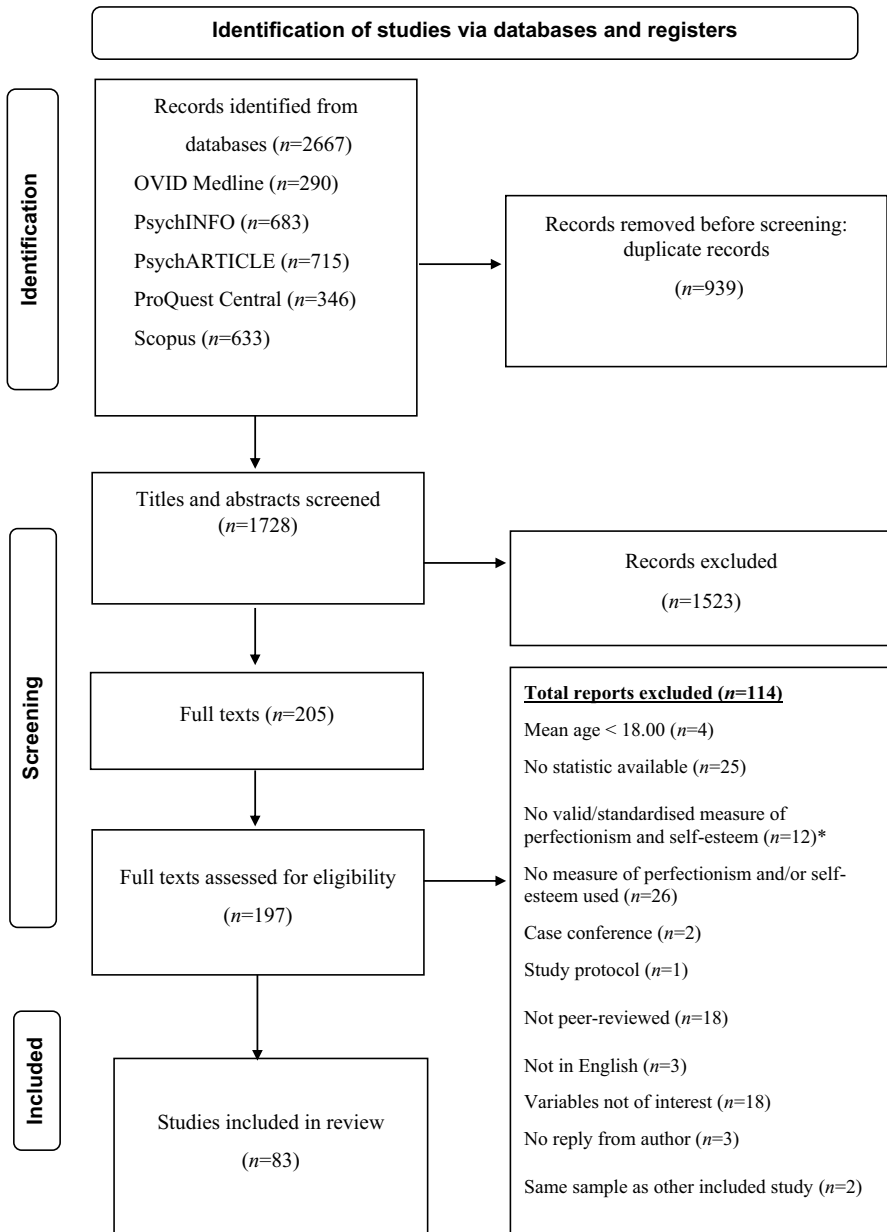 Identification of studies via databases and registers
Identification
Records identified from
databases (n=2667)
OVID Medline (n=290)
PsychINFO (n=683)
PsychARTICLE (n=715)
ProQuest Central (n=346)
Scopus (n=633)
Records removed before screening:
duplicate records
(n=939)
Screening
Titles and abstracts screened
(n=1728)
Records excluded
(n=1523)
Full texts (n=205)
Full texts assessed for eligibility
(n=197)
Total reports excluded (n=114)
Mean age < 18.00 (n=4)
No statistic available (n=25)
No valid/standardised measure of
perfectionism and self-esteem (n=12)*
No measure of perfectionism and/or self-
esteem used (n=26)
Case conference (n=2)
Study protocol (n=1)
Not peer-reviewed (n=18)
Not in English (n=3)
Variables not of interest (n=18)
No reply from author (n=3)
Same sample as other included study (n=2)
Included
Studies included in review
(n=83)